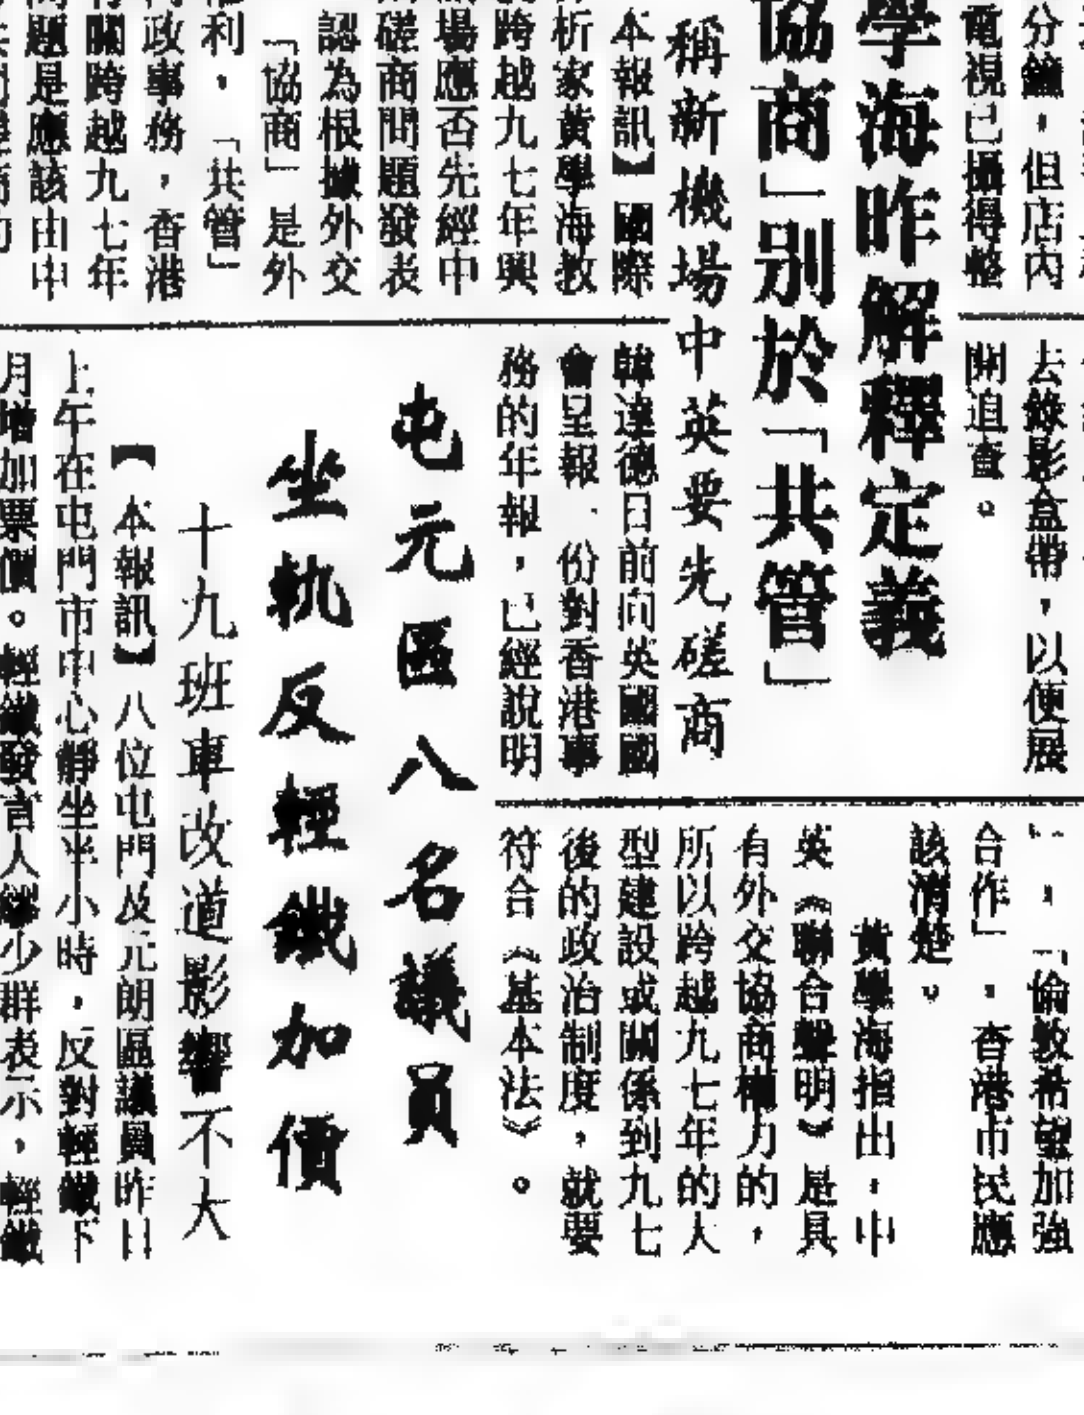 分鐘，但店內
電視已攝得整
去錄影盒帶，以便展
開追查。
學海昨解釋定義
協商」別於「共管」
稱新機場中英要先磋商
本報訊】國際
析家黃學海教
跨越九七年興
場應否先經中
磋商問題發表
認為根據外交
「協商」是外
利，「共管」
政事務，香港
關跨越九七年
題是應該由中
韓達德日前向英國國
會呈報一份對香港事
務的年報，已經說明
，「倫敦希望加強
合作」，香港市民應
該清楚。
黃學海指出，中
英《聯合聲明》是具
有外交協商權力的，
所以跨越九七年的大
型建設或關係到九七
後的政治制度，就要
符合《基本法》。
屯元區八名議員
坐軌反輕鐵加價
十九班車改道影響不大
【本報訊】八位屯門及元朗區議員昨日
上午在屯門市中心靜坐半小時，反對輕鐵下
月增加票價。輕鐵發言人繆少群表示，輕鐵